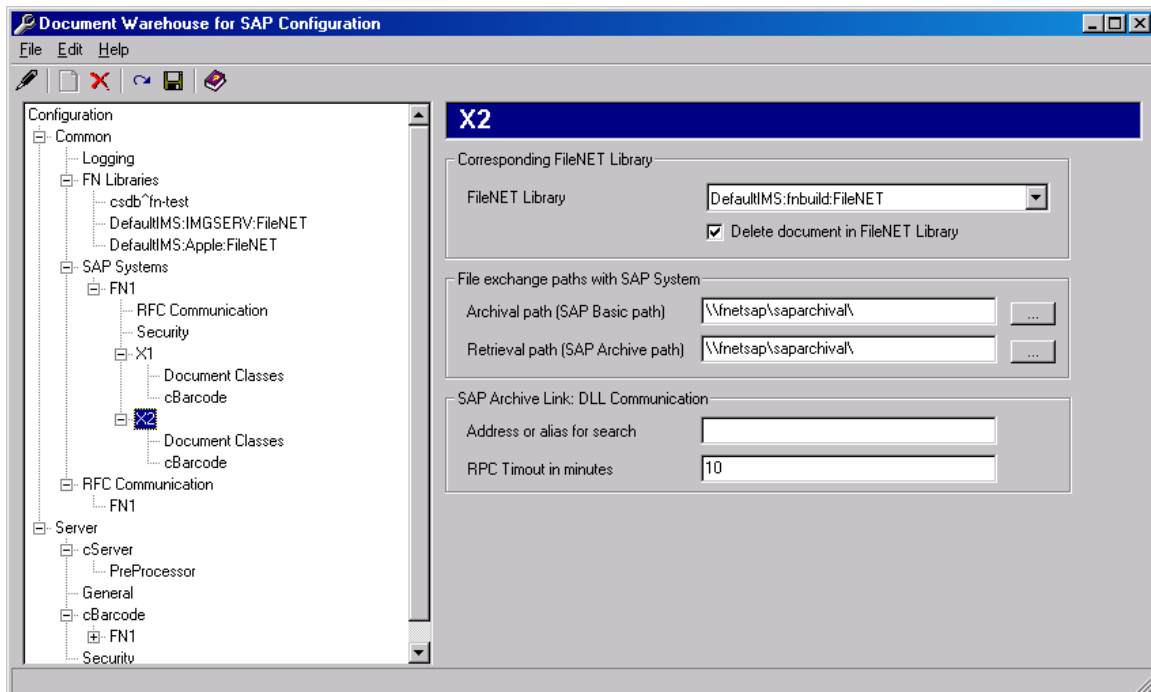 Document Warehouse for SAP Configuration
File Edit Help
Configuration
Common
Logging
FN Libraries
csdb^fn-test
DefaultIMS:IMGSERV:FileNET
DefaultIMS:Apple:FileNET
SAP Systems
FN1
RFC Communication
Security
X1
Document Classes
cBarcode
X2
Document Classes
cBarcode
RFC Communication
FN1
Server
cServer
PreProcessor
General
cBarcode
FN1
Security
X2
Corresponding FileNET Library
FileNET Library DefaultIMS:fnbuild:FileNET
Delete document in FileNET Library
File exchange paths with SAP System
Archival path (SAP Basic path) \\fnetsap\saparchival\ ...
Retrieval path (SAP Archive path) \\fnetsap\saparchival\ ...
SAP Archive Link: DLL Communication
Address or alias for search
RPC Timout in minutes 10